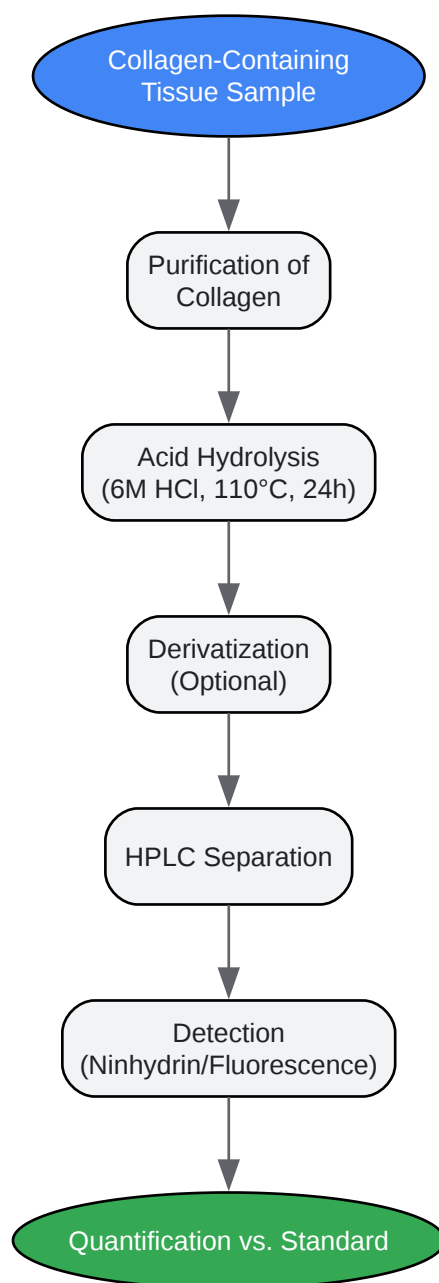 Collagen-Containing
Tissue Sample
Purification of
Collagen
Acid Hydrolysis
(6M HCl, 110°C, 24h)
Derivatization
(Optional)
HPLC Separation
Detection
(Ninhydrin/Fluorescence)
Quantification vs. Standard